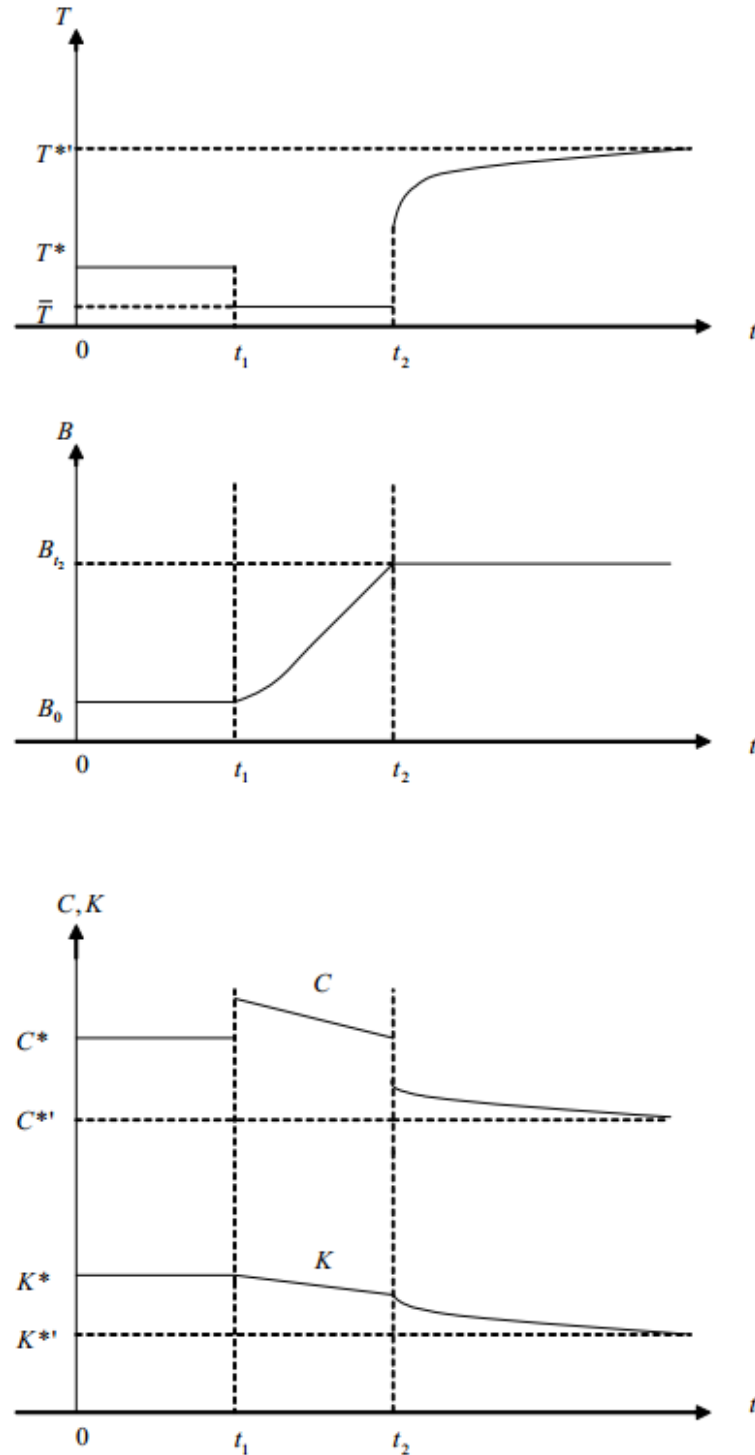 T
T*'
T*
T̄
0
t₁
t₂
t
B
B_{t₂}
B₀
0
t₁
t₂
t
C, K
C
C*
C*'
K
K*
K*'
0
t₁
t₂
t